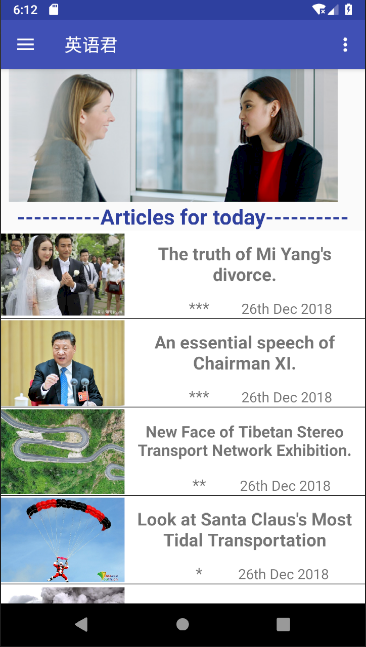 6:12
英语君
----------Articles for today----------
The truth of Mi Yang's
divorce.
*** 26th Dec 2018
An essential speech of
Chairman XI.
*** 26th Dec 2018
New Face of Tibetan Stereo
Transport Network Exhibition.
** 26th Dec 2018
Look at Santa Claus's Most
Tidal Transportation
* 26th Dec 2018